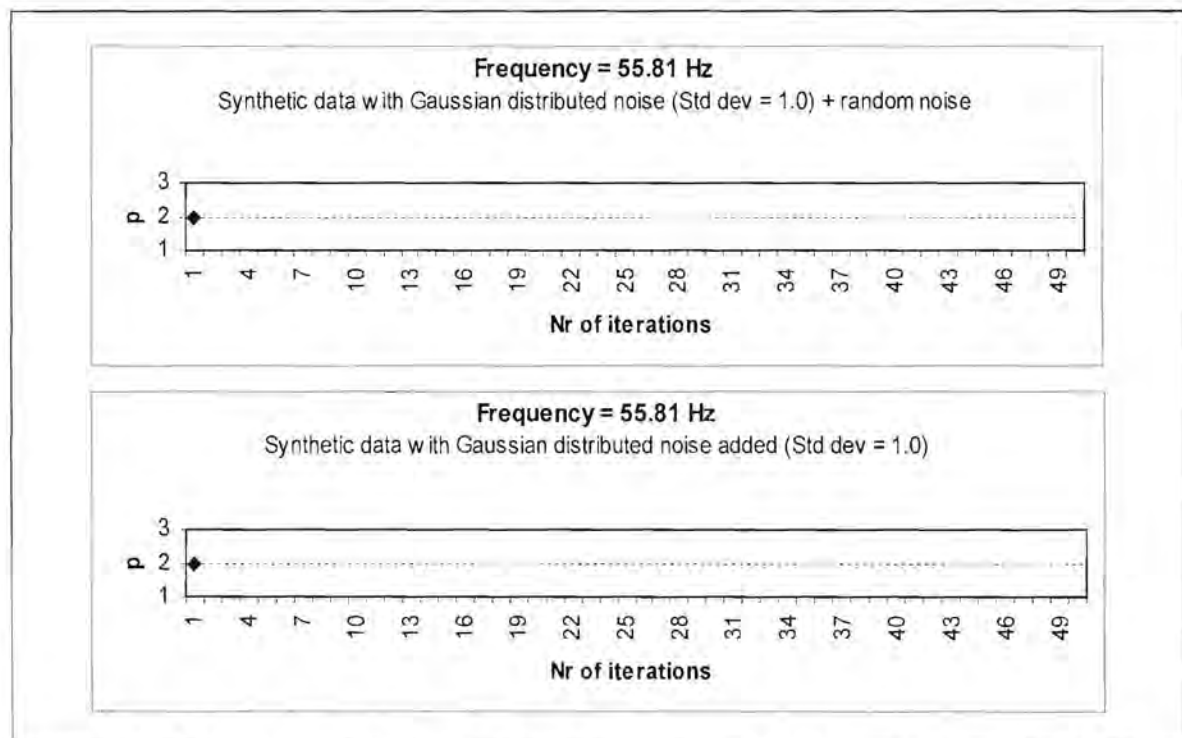 Frequency = 55.81 Hz
Synthetic data with Gaussian distributed noise (Std dev = 1.0) + random noise
3
2
1
p
1 4 7 10 13 16 19 22 25 28 31 34 37 40 43 46 49
Nr of iterations
Frequency = 55.81 Hz
Synthetic data with Gaussian distributed noise added (Std dev = 1.0)
3
2
1
p
1 4 7 10 13 16 19 22 25 28 31 34 37 40 43 46 49
Nr of iterations